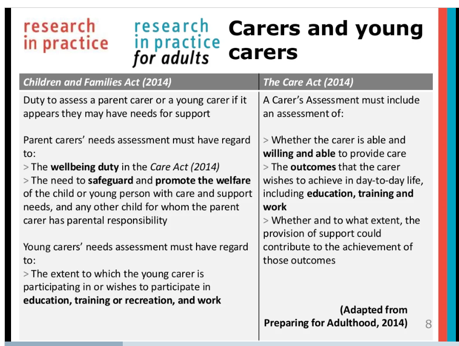 research
in practice
research
in practice
for adults
Carers and young
carers
Children and Families Act (2014)
Duty to assess a parent carer or a young carer if it
appears they may have needs for support
Parent carers’ needs assessment must have regard
to:
> The wellbeing duty in the Care Act (2014)
> The need to safeguard and promote the welfare
of the child or young person with care and support
needs, and any other child for whom the parent
carer has parental responsibility
Young carers’ needs assessment must have regard
to:
> The extent to which the young carer is
participating in or wishes to participate in
education, training or recreation, and work
The Care Act (2014)
A Carer’s Assessment must include
an assessment of:
> Whether the carer is able and
willing and able to provide care
> The outcomes that the carer
wishes to achieve in day-to-day life,
including education, training and
work
> Whether and to what extent, the
provision of support could
contribute to the achievement of
those outcomes
(Adapted from
Preparing for Adulthood, 2014)
8